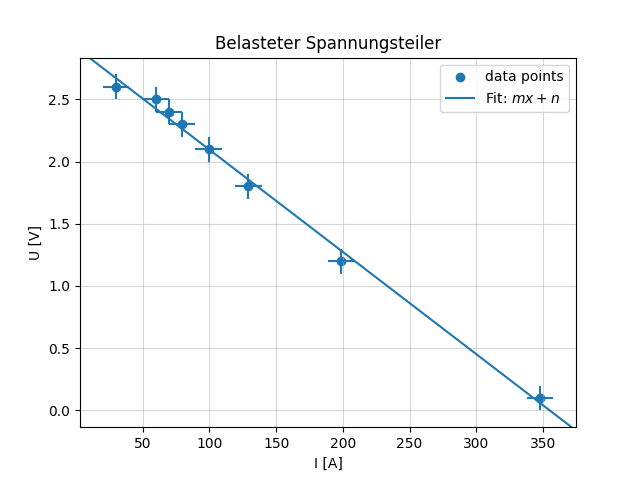 Belasteter Spannungsteiler
data points
Fit: mx + n
U [V]
2.5
2.0
1.5
1.0
0.5
0.0
50 100 150 200 250 300 350
I [A]